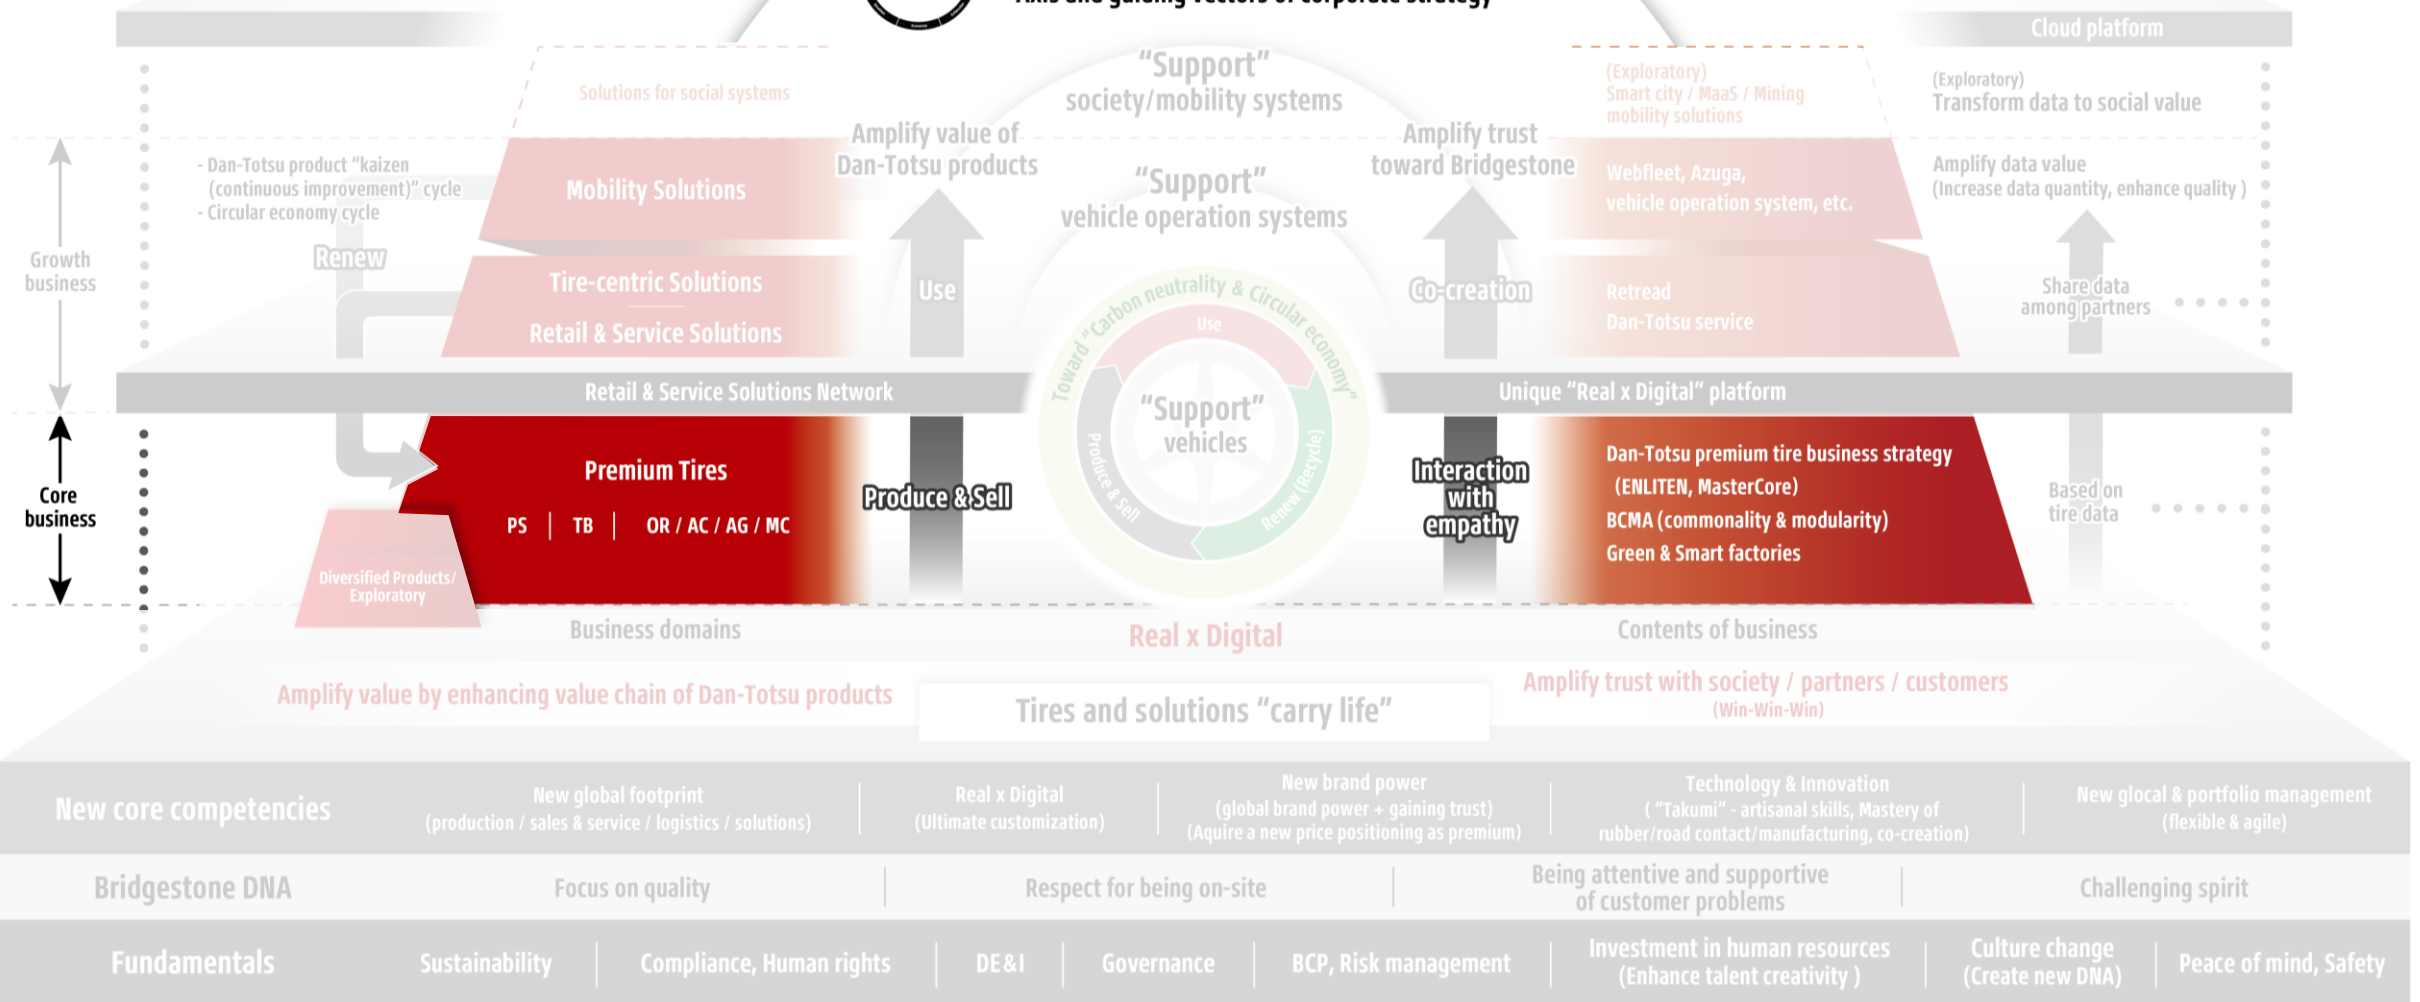 Axis and guiding vectors of corporate strategy
Cloud platform
Solutions for social systems
"Support"
society/mobility systems
(Exploratory)
Smart city / MaaS / Mining
mobility solutions
(Exploratory)
Transform data to social value
- Dan-Totsu product "kaizen
(continuous improvement)" cycle
- Circular economy cycle
Renew
Growth
business
Mobility Solutions
Amplify value of
Dan-Totsu products
"Support"
vehicle operation systems
Amplify trust
toward Bridgestone
Webfleet, Azuga,
vehicle operation system, etc.
Amplify data value
(Increase data quantity, enhance quality )
Tire-centric Solutions
Retail & Service Solutions
Use
Co-creation
Retread
Dan-Totsu service
Share data
among partners
Toward "Carbon neutrality & Circular economy"
Use
Produce & Sell
Renew (Recycle)
"Support"
vehicles
Retail & Service Solutions Network
Unique "Real x Digital" platform
Core
business
Premium Tires
PS | TB | OR / AC / AG / MC
Produce & Sell
Interaction
with
empathy
Dan-Totsu premium tire business strategy
(ENLITEN, MasterCore)
BCMA (commonality & modularity)
Green & Smart factories
Based on
tire data
Diversified Products/
Exploratory
Business domains
Real x Digital
Contents of business
Amplify value by enhancing value chain of Dan-Totsu products
Tires and solutions "carry life"
Amplify trust with society / partners / customers
(Win-Win-Win)
New core competencies
New global footprint
(production / sales & service / logistics / solutions)
Real x Digital
(Ultimate customization)
New brand power
(global brand power + gaining trust)
(Aquire a new price positioning as premium)
Technology & Innovation
( "Takumi" - artisanal skills, Mastery of
rubber/road contact/manufacturing, co-creation)
New glocal & portfolio management
(flexible & agile)
Bridgestone DNA
Focus on quality
Respect for being on-site
Being attentive and supportive
of customer problems
Challenging spirit
Fundamentals
Sustainability
Compliance, Human rights
DE&I
Governance
BCP, Risk management
Investment in human resources
(Enhance talent creativity )
Culture change
(Create new DNA)
Peace of mind, Safety